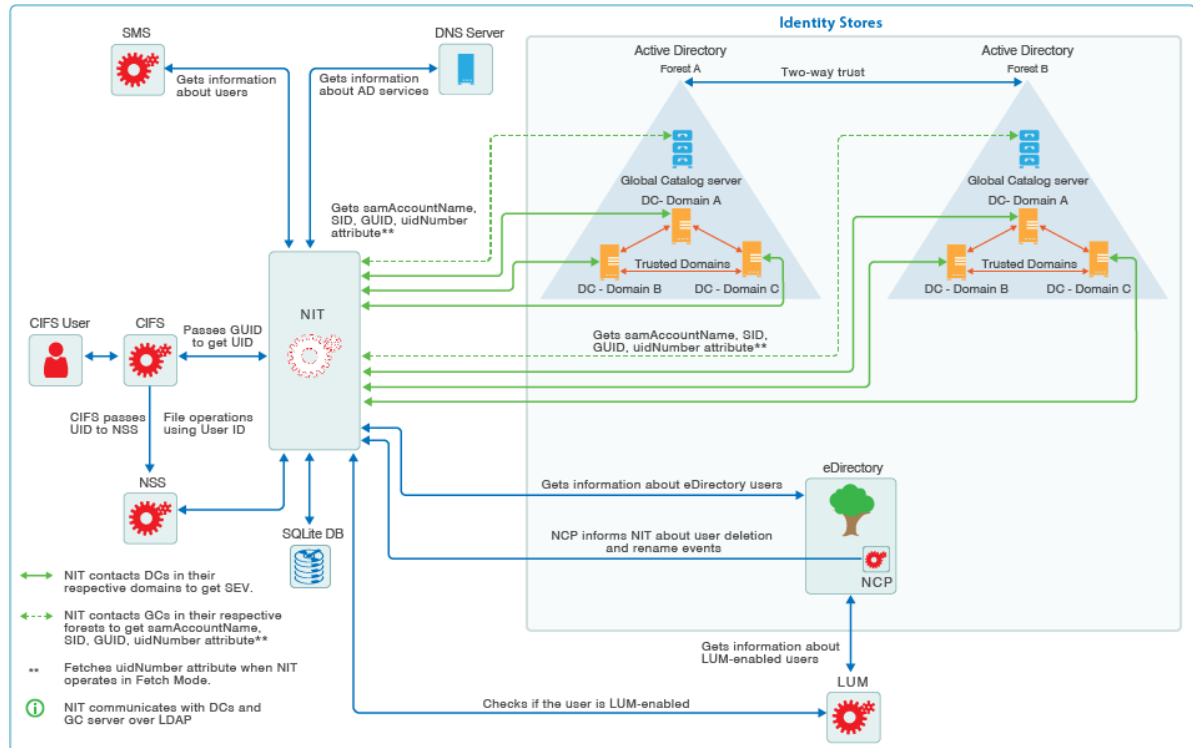 Identity Stores
SMS
DNS Server
Gets information
about users
Gets information
about AD services
Active Directory
Forest A
Two-way trust
Active Directory
Forest B
Global Catalog server
DC- Domain A
Trusted Domains
DC - Domain B
DC - Domain C
Global Catalog server
DC- Domain A
Trusted Domains
DC - Domain B
DC - Domain C
Gets samAccountName,
SID, GUID, uidNumber
attribute**
NIT
CIFS User
CIFS
Passes GUID
to get UID
Gets samAccountName, SID,
GUID, uidNumber attribute**
CIFS passes
UID to NSS
File operations
using User ID
NSS
SQLite DB
eDirectory
Gets information about eDirectory users
NCP informs NIT about user deletion
and rename events
NCP
Gets information about
LUM-enabled users
LUM
Checks if the user is LUM-enabled
NIT contacts DCs in their
respective domains to get SEV.
NIT contacts GCs in their respective
forests to get samAccountName,
SID, GUID, uidNumber attribute**
** Fetches uidNumber attribute when NIT
operates in Fetch Mode.
NIT communicates with DCs and
GC server over LDAP